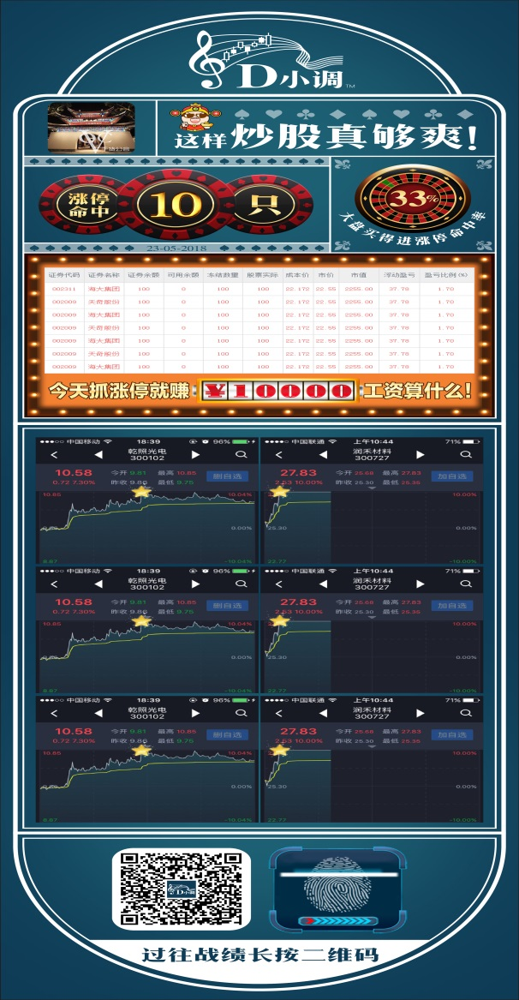 D小调
TM
这样炒股真够爽!
涨停
命中
10
只
33%
大盘买得进涨停命中率
23-05-2018
证券代码 证券名称 证券余额 可用余额 冻结数量 股票实际 成本价 市价 市值 浮动盈亏 盈亏比例(%)
002311 海大集团 100 0 100 100 22.172 22.55 2255.00 37.78 1.70
002009 天奇股份 100 0 100 100 22.172 22.55 2255.00 37.78 1.70
002009 海大集团 100 0 100 100 22.172 22.55 2255.00 37.78 1.70
002009 天奇股份 100 0 100 100 22.172 22.55 2255.00 37.78 1.70
002009 海大集团 100 0 100 100 22.172 22.55 2255.00 37.78 1.70
002009 天奇股份 100 0 100 100 22.172 22.55 2255.00 37.78 1.70
002009 海大集团 100 0 100 100 22.172 22.55 2255.00 37.78 1.70
今天抓涨停就赚 ¥10000 工资算什么!
中国移动 18:39 96%
乾照光电
300102
10.58 今开 9.81 最高 10.85 删自选
0.72 7.30% 昨收 9.86 最低 9.75
10.85 10.04%
0.00%
8.87 -10.04%
中国联通 上午10:44 71%
润禾材料
300727
27.83 今开 25.68 最高 27.83 加自选
2.53 10.00% 昨收 25.30 最低 25.35
10.00%
25.30 0.00%
22.77 -10.00%
中国移动 18:39 96%
乾照光电
300102
10.58 今开 9.81 最高 10.85 删自选
0.72 7.30% 昨收 9.86 最低 9.75
10.85 10.04%
0.00%
8.87 -10.04%
中国联通 上午10:44 71%
润禾材料
300727
27.83 今开 25.68 最高 27.83 加自选
2.53 10.00% 昨收 25.30 最低 25.35
10.00%
25.30 0.00%
22.77 -10.00%
中国移动 18:39 96%
乾照光电
300102
10.58 今开 9.81 最高 10.85 删自选
0.72 7.30% 昨收 9.86 最低 9.75
10.85 10.04%
0.00%
8.87 -10.04%
中国联通 上午10:44 71%
润禾材料
300727
27.83 今开 25.68 最高 27.83 加自选
2.53 10.00% 昨收 25.30 最低 25.35
10.00%
25.30 0.00%
22.77 -10.00%
D小调
过往战绩长按二维码